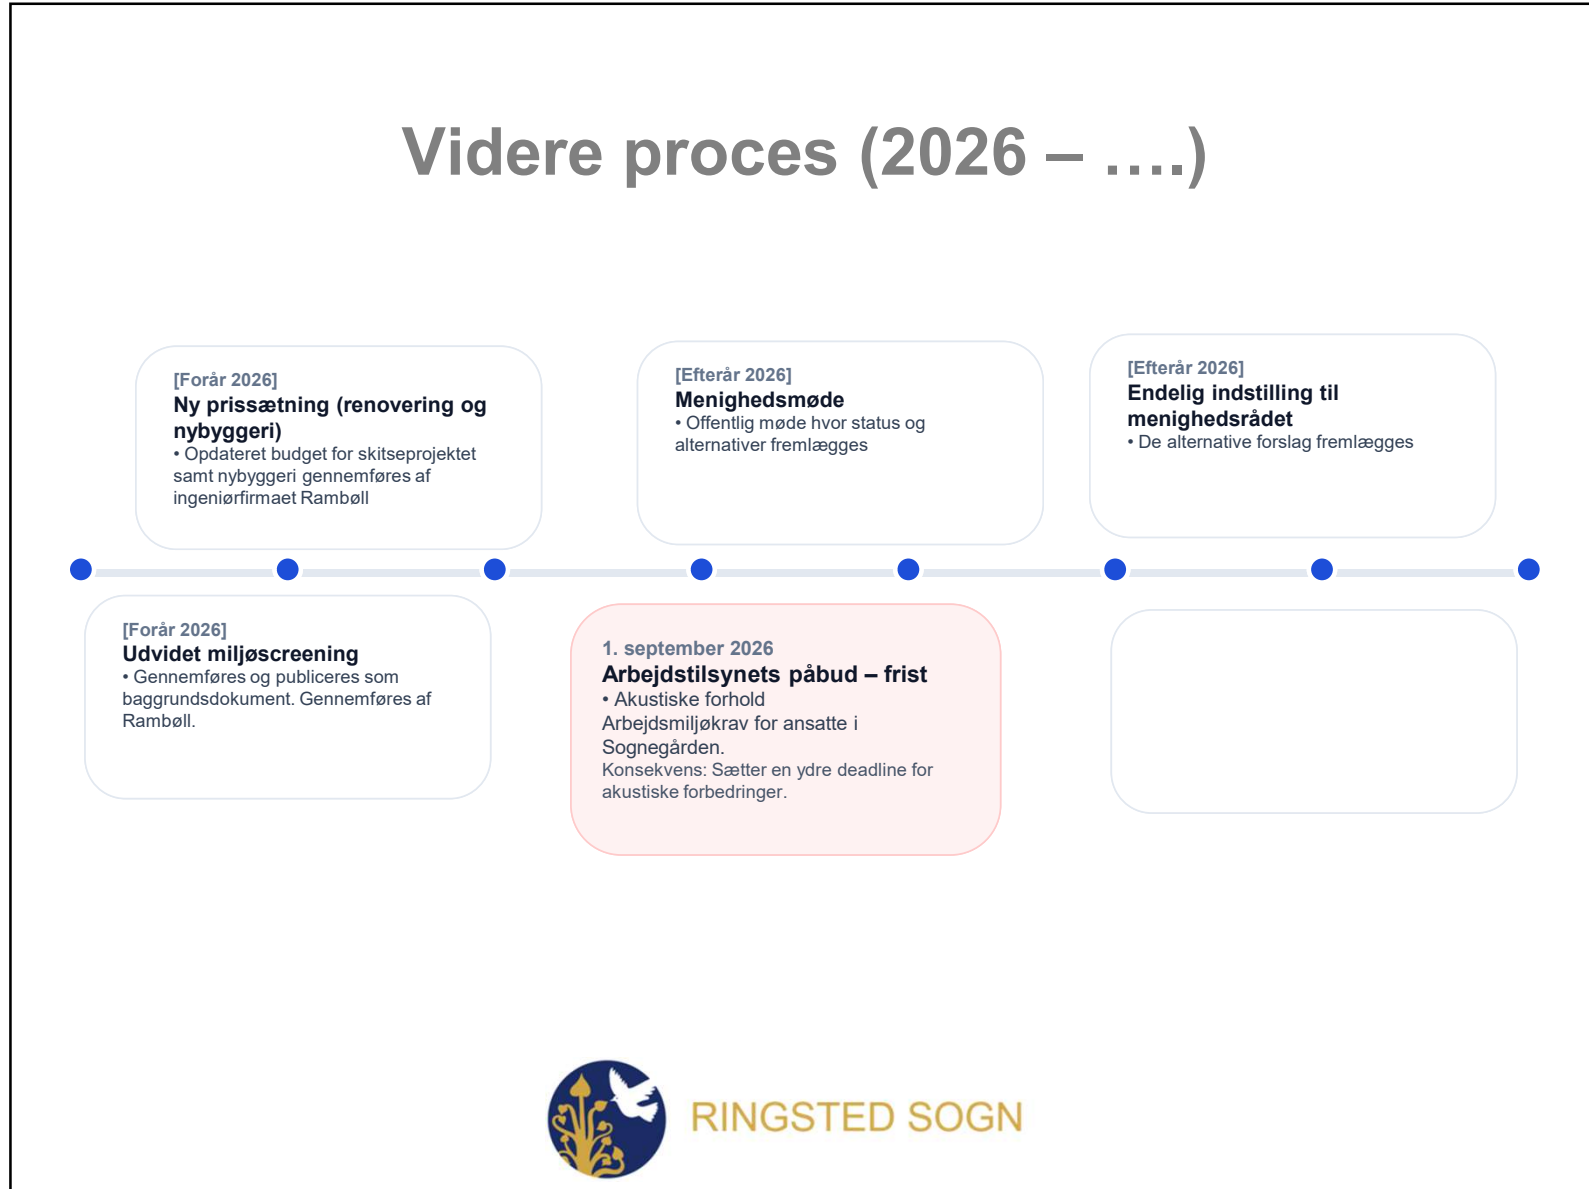 Videre proces (2026 – ….)
[Forår 2026]
Ny prissætning (renovering og
nybyggeri)
• Opdateret budget for skitseprojektet
samt nybyggeri gennemføres af
ingeniørfirmaet Rambøll
[Efterår 2026]
Menighedsmøde
• Offentlig møde hvor status og
alternativer fremlægges
[Efterår 2026]
Endelig indstilling til
menighedsrådet
• De alternative forslag fremlægges
[Forår 2026]
Udvidet miljøscreening
• Gennemføres og publiceres som
baggrundsdokument. Gennemføres af
Rambøll.
1. september 2026
Arbejdstilsynets påbud – frist
• Akustiske forhold
Arbejdsmiljøkrav for ansatte i
Sognegården.
Konsekvens: Sætter en ydre deadline for
akustiske forbedringer.
RINGSTED SOGN